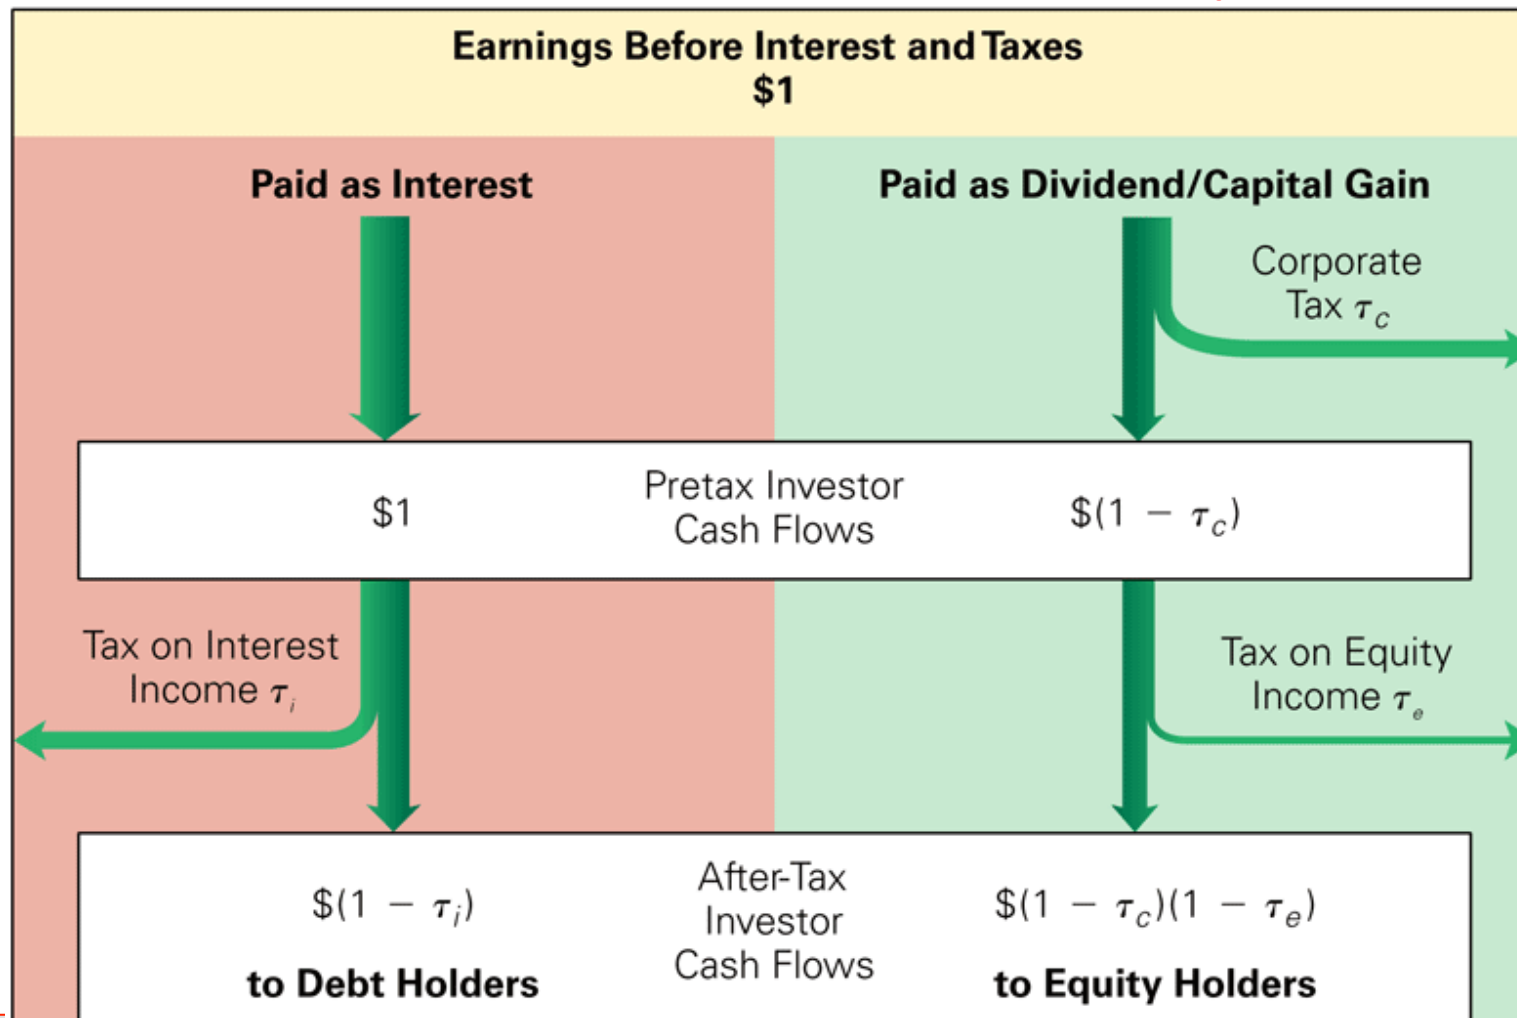 Earnings Before Interest and Taxes
$1
Paid as Interest
Paid as Dividend/Capital Gain
Corporate
Tax τc
$1
Pretax Investor
Cash Flows
$(1 − τc)
Tax on Interest
Income τi
Tax on Equity
Income τe
$(1 − τi)
to Debt Holders
After-Tax
Investor
Cash Flows
$(1 − τc)(1 − τe)
to Equity Holders